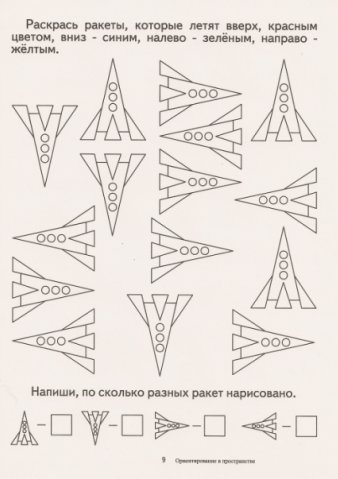 Раскрась ракеты, которые летят вверх, красным
цветом, вниз - синим, налево - зелёным, направо -
жёлтым.
Напиши, по сколько разных ракет нарисовано.
— — — —
9 Ориентирование в пространстве